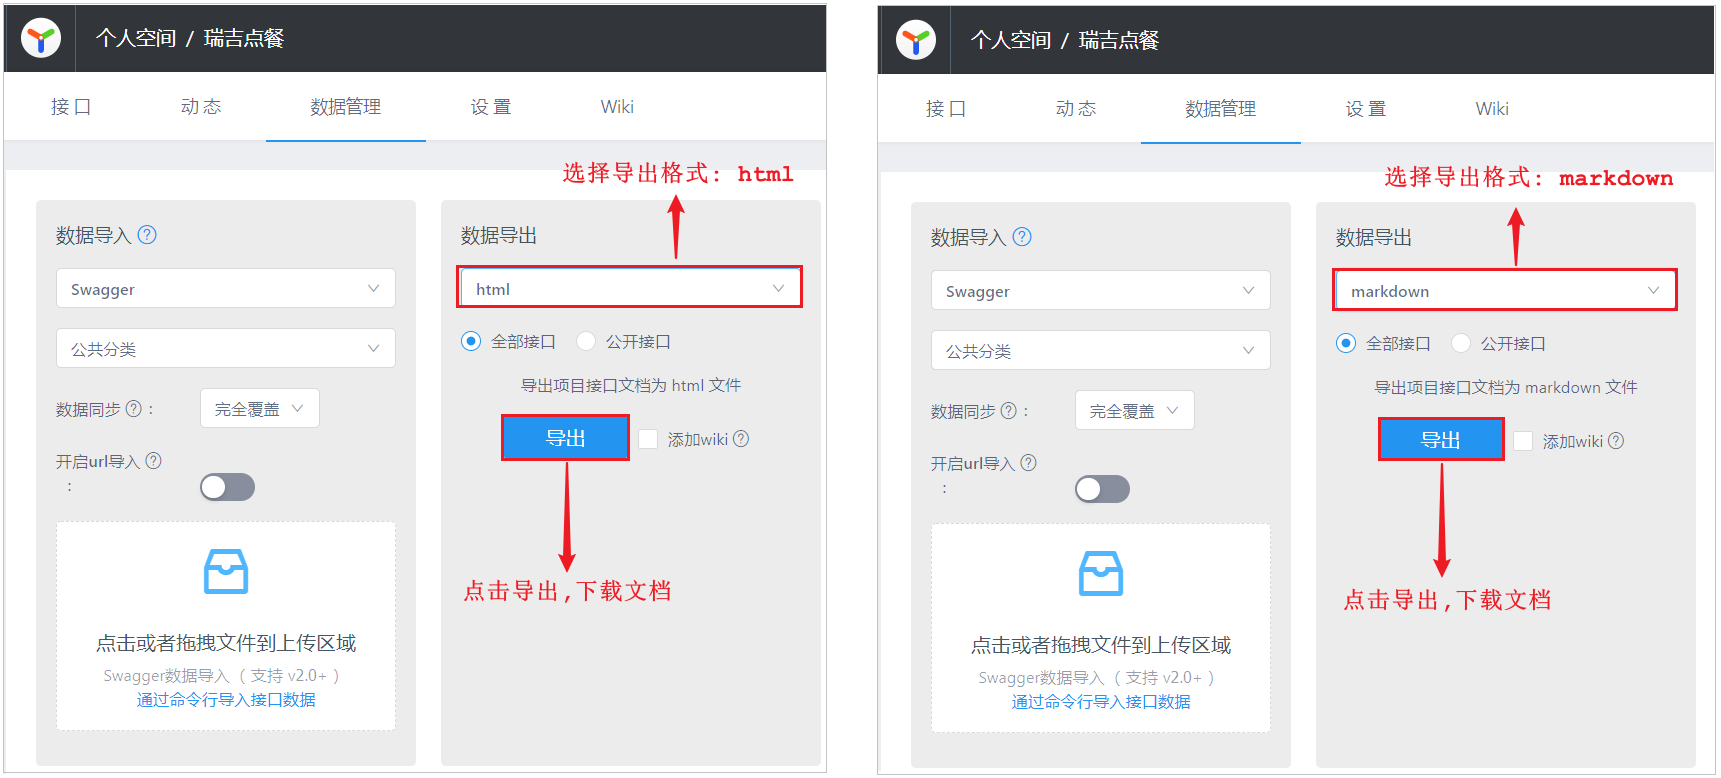 个人空间 / 瑞吉点餐
接口 动态 数据管理 设置 Wiki
选择导出格式: html
数据导入 ?
Swagger
公共分类
数据同步 ? :
完全覆盖
开启url导入 ?
:
点击或者拖拽文件到上传区域
Swagger数据导入 ( 支持 v2.0+ )
通过命令行导入接口数据
数据导出
html
全部接口 公开接口
导出项目接口文档为 html 文件
导出 添加wiki ?
点击导出,下载文档
个人空间 / 瑞吉点餐
接口 动态 数据管理 设置 Wiki
选择导出格式: markdown
数据导入 ?
Swagger
公共分类
数据同步 ? :
完全覆盖
开启url导入 ?
:
点击或者拖拽文件到上传区域
Swagger数据导入 ( 支持 v2.0+ )
通过命令行导入接口数据
数据导出
markdown
全部接口 公开接口
导出项目接口文档为 markdown 文件
导出 添加wiki ?
点击导出,下载文档